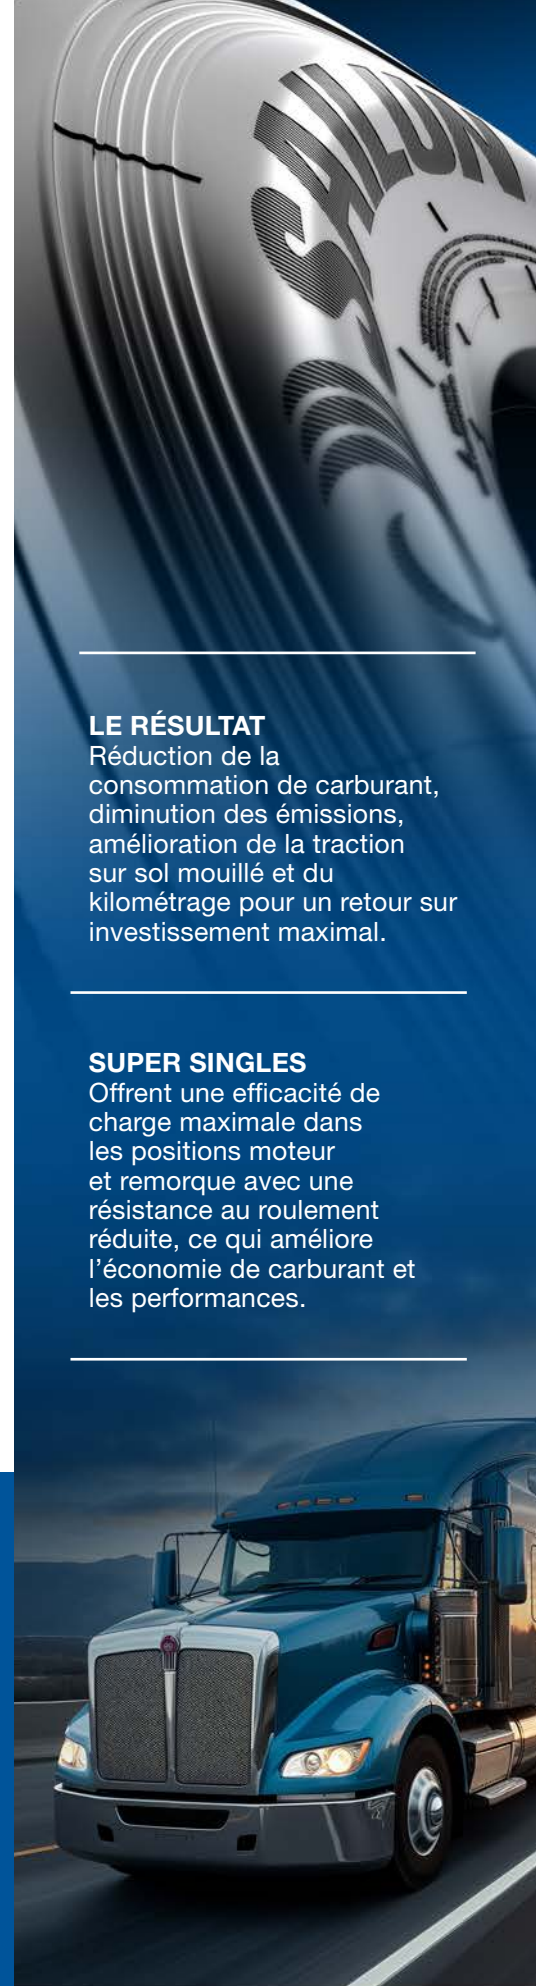 SAILUN
LE RÉSULTAT
Réduction de la
consommation de carburant,
diminution des émissions,
amélioration de la traction
sur sol mouillé et du
kilométrage pour un retour sur
investissement maximal.
SUPER SINGLES
Offrent une efficacité de
charge maximale dans
les positions moteur
et remorque avec une
résistance au roulement
réduite, ce qui améliore
l’économie de carburant et
les performances.